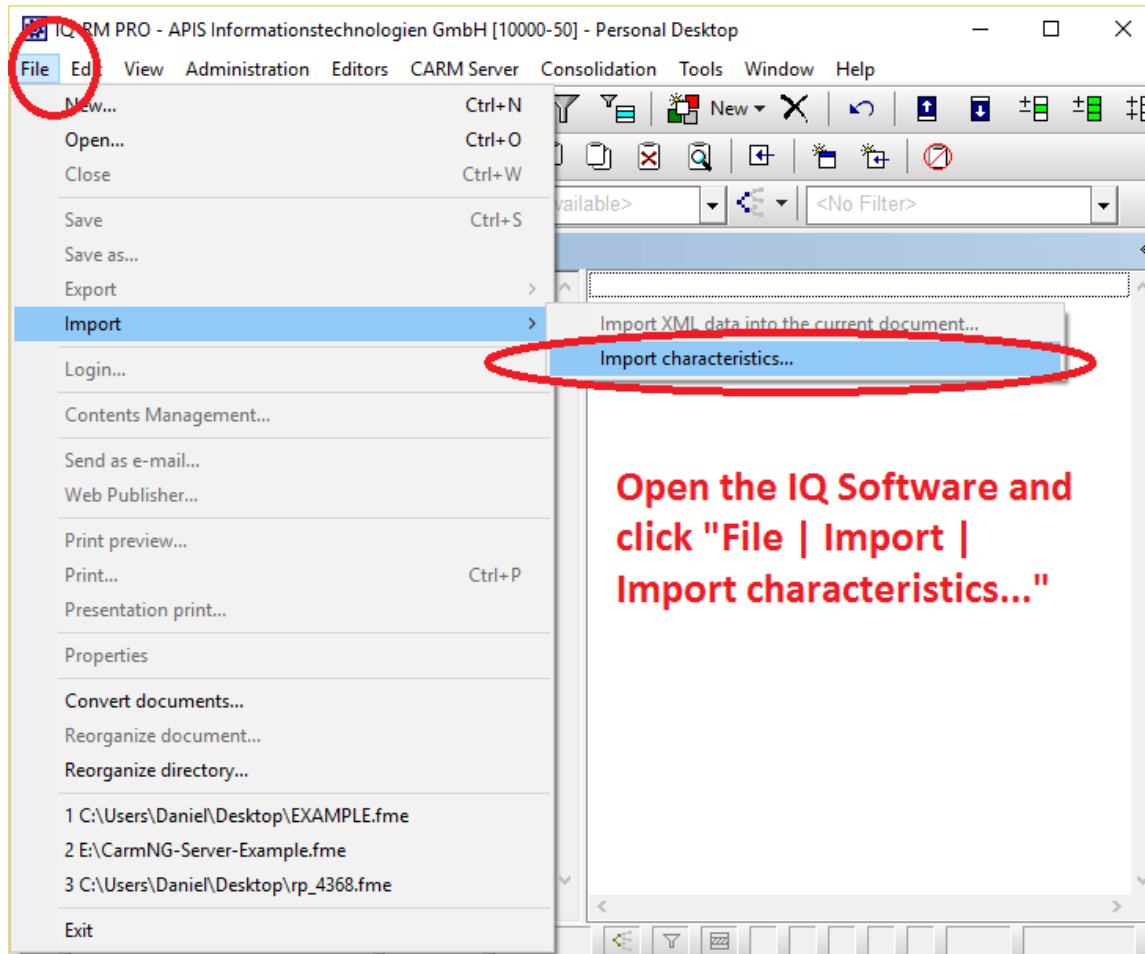 IQ-RM PRO - APIS Informationstechnologien GmbH [10000-50] - Personal Desktop
File Edit View Administration Editors CARM Server Consolidation Tools Window Help
New... Ctrl+N
New
Open... Ctrl+O
Close Ctrl+W
<No Filter>
Save Ctrl+S
Save as...
Export
Import
Import XML data into the current document...
Import characteristics...
Login...
Contents Management...
Send as e-mail...
Web Publisher...
Print preview...
Print... Ctrl+P
Presentation print...
Properties
Convert documents...
Reorganize document...
Reorganize directory...
1 C:\Users\Daniel\Desktop\EXAMPLE.fme
2 E:\CarmNG-Server-Example.fme
3 C:\Users\Daniel\Desktop\rp_4368.fme
Exit
Open the IQ Software and
click "File | Import |
Import characteristics..."